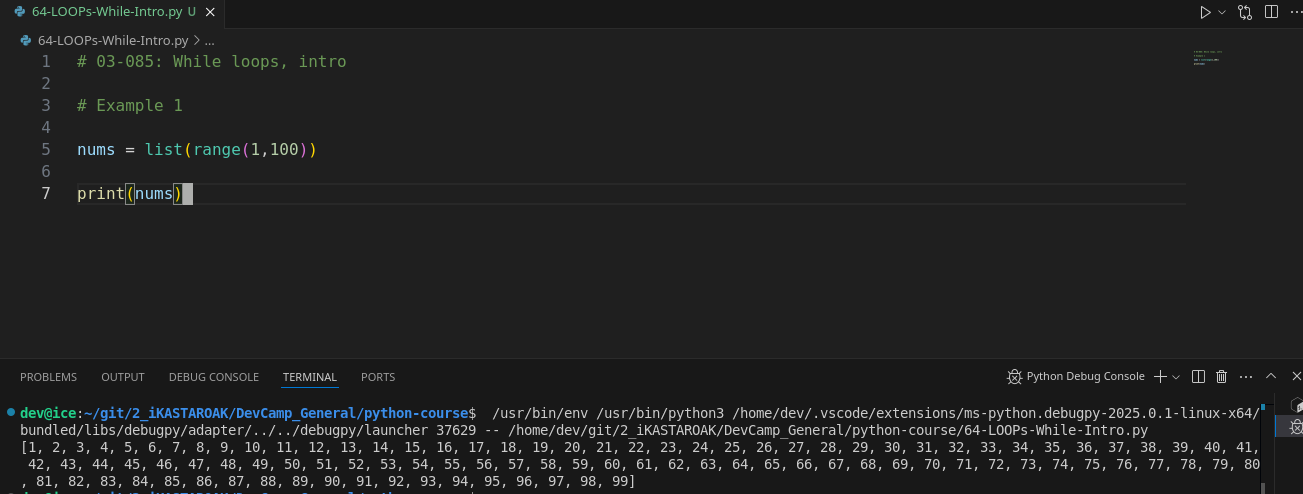 64-LOOPs-While-Intro.py U
64-LOOPs-While-Intro.py > ...
1 # 03-085: While loops, intro
2
3 # Example 1
4
5 nums = list(range(1,100))
6
7 print(nums)
PROBLEMS OUTPUT DEBUG CONSOLE TERMINAL PORTS Python Debug Console
dev@ice:~/git/2_iKASTAROAK/DevCamp_General/python-course$ /usr/bin/env /usr/bin/python3 /home/dev/.vscode/extensions/ms-python.debugpy-2025.0.1-linux-x64/
bundled/libs/debugpy/adapter/../../debugpy/launcher 37629 -- /home/dev/git/2_iKASTAROAK/DevCamp_General/python-course/64-LOOPs-While-Intro.py
[1, 2, 3, 4, 5, 6, 7, 8, 9, 10, 11, 12, 13, 14, 15, 16, 17, 18, 19, 20, 21, 22, 23, 24, 25, 26, 27, 28, 29, 30, 31, 32, 33, 34, 35, 36, 37, 38, 39, 40, 41,
42, 43, 44, 45, 46, 47, 48, 49, 50, 51, 52, 53, 54, 55, 56, 57, 58, 59, 60, 61, 62, 63, 64, 65, 66, 67, 68, 69, 70, 71, 72, 73, 74, 75, 76, 77, 78, 79, 80
, 81, 82, 83, 84, 85, 86, 87, 88, 89, 90, 91, 92, 93, 94, 95, 96, 97, 98, 99]